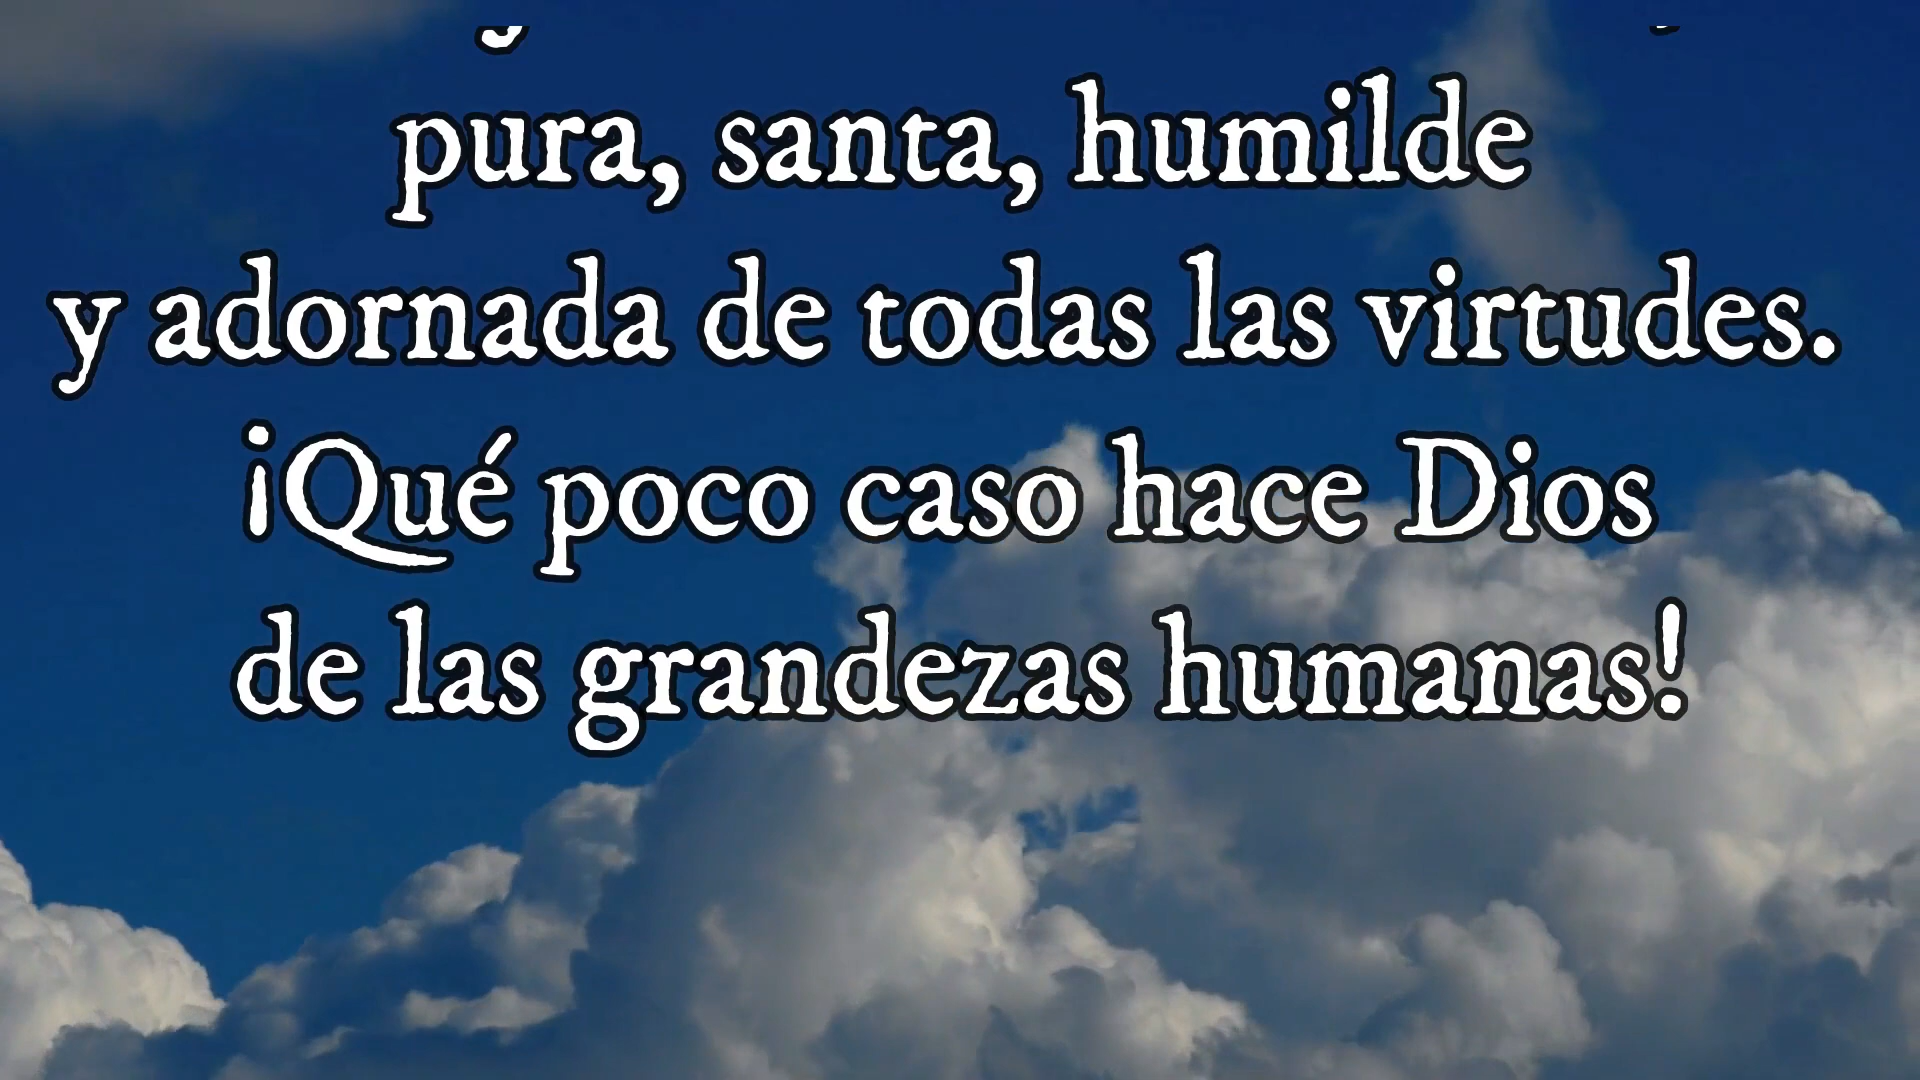 pura, santa, humilde
y adornada de todas las virtudes.
¡Qué poco caso hace Dios
de las grandezas humanas!